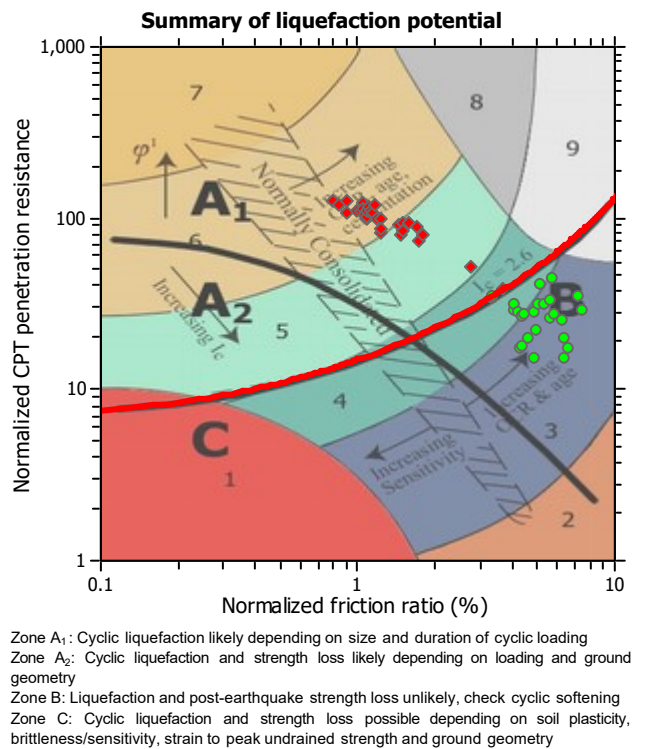 Summary of liquefaction potential
Normalized CPT penetration resistance
1,000
100
10
1
7
8
9
φ'
A1
Increasing
OCR, age,
cementation
Normally Consolidated
6
A2
Increasing Ic
5
Ic = 2.6
B
4
Increasing
OCR & age
C
1
Increasing
Sensitivity
3
2
0.1
1
10
Normalized friction ratio (%)
Zone A1: Cyclic liquefaction likely depending on size and duration of cyclic loading
Zone A2: Cyclic liquefaction and strength loss likely depending on loading and ground
geometry
Zone B: Liquefaction and post-earthquake strength loss unlikely, check cyclic softening
Zone C: Cyclic liquefaction and strength loss possible depending on soil plasticity,
brittleness/sensitivity, strain to peak undrained strength and ground geometry